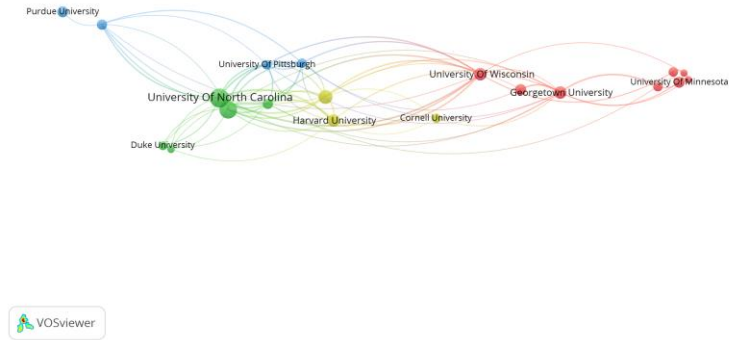 Purdue University
University Of Pittsburgh
University Of Wisconsin
University Of Minnesota
University Of North Carolina
Georgetown University
Harvard University
Cornell University
Duke University
VOSviewer